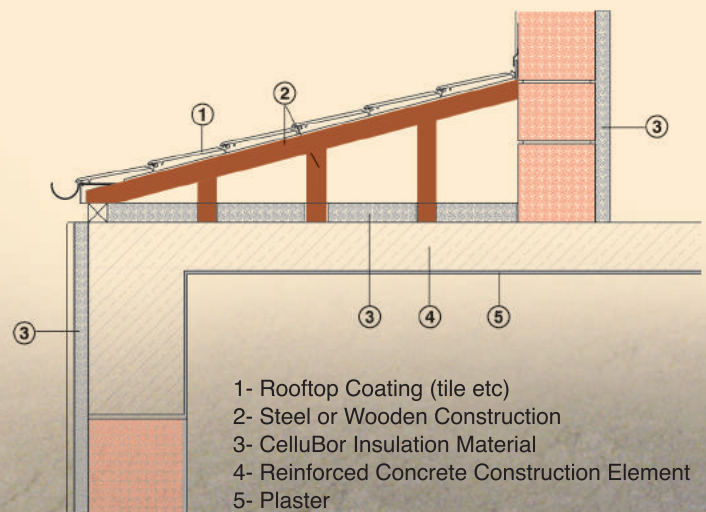 1
2
3
3
3
4
5
1- Rooftop Coating (tile etc)
2- Steel or Wooden Construction
3- CelluBor Insulation Material
4- Reinforced Concrete Construction Element
5- Plaster